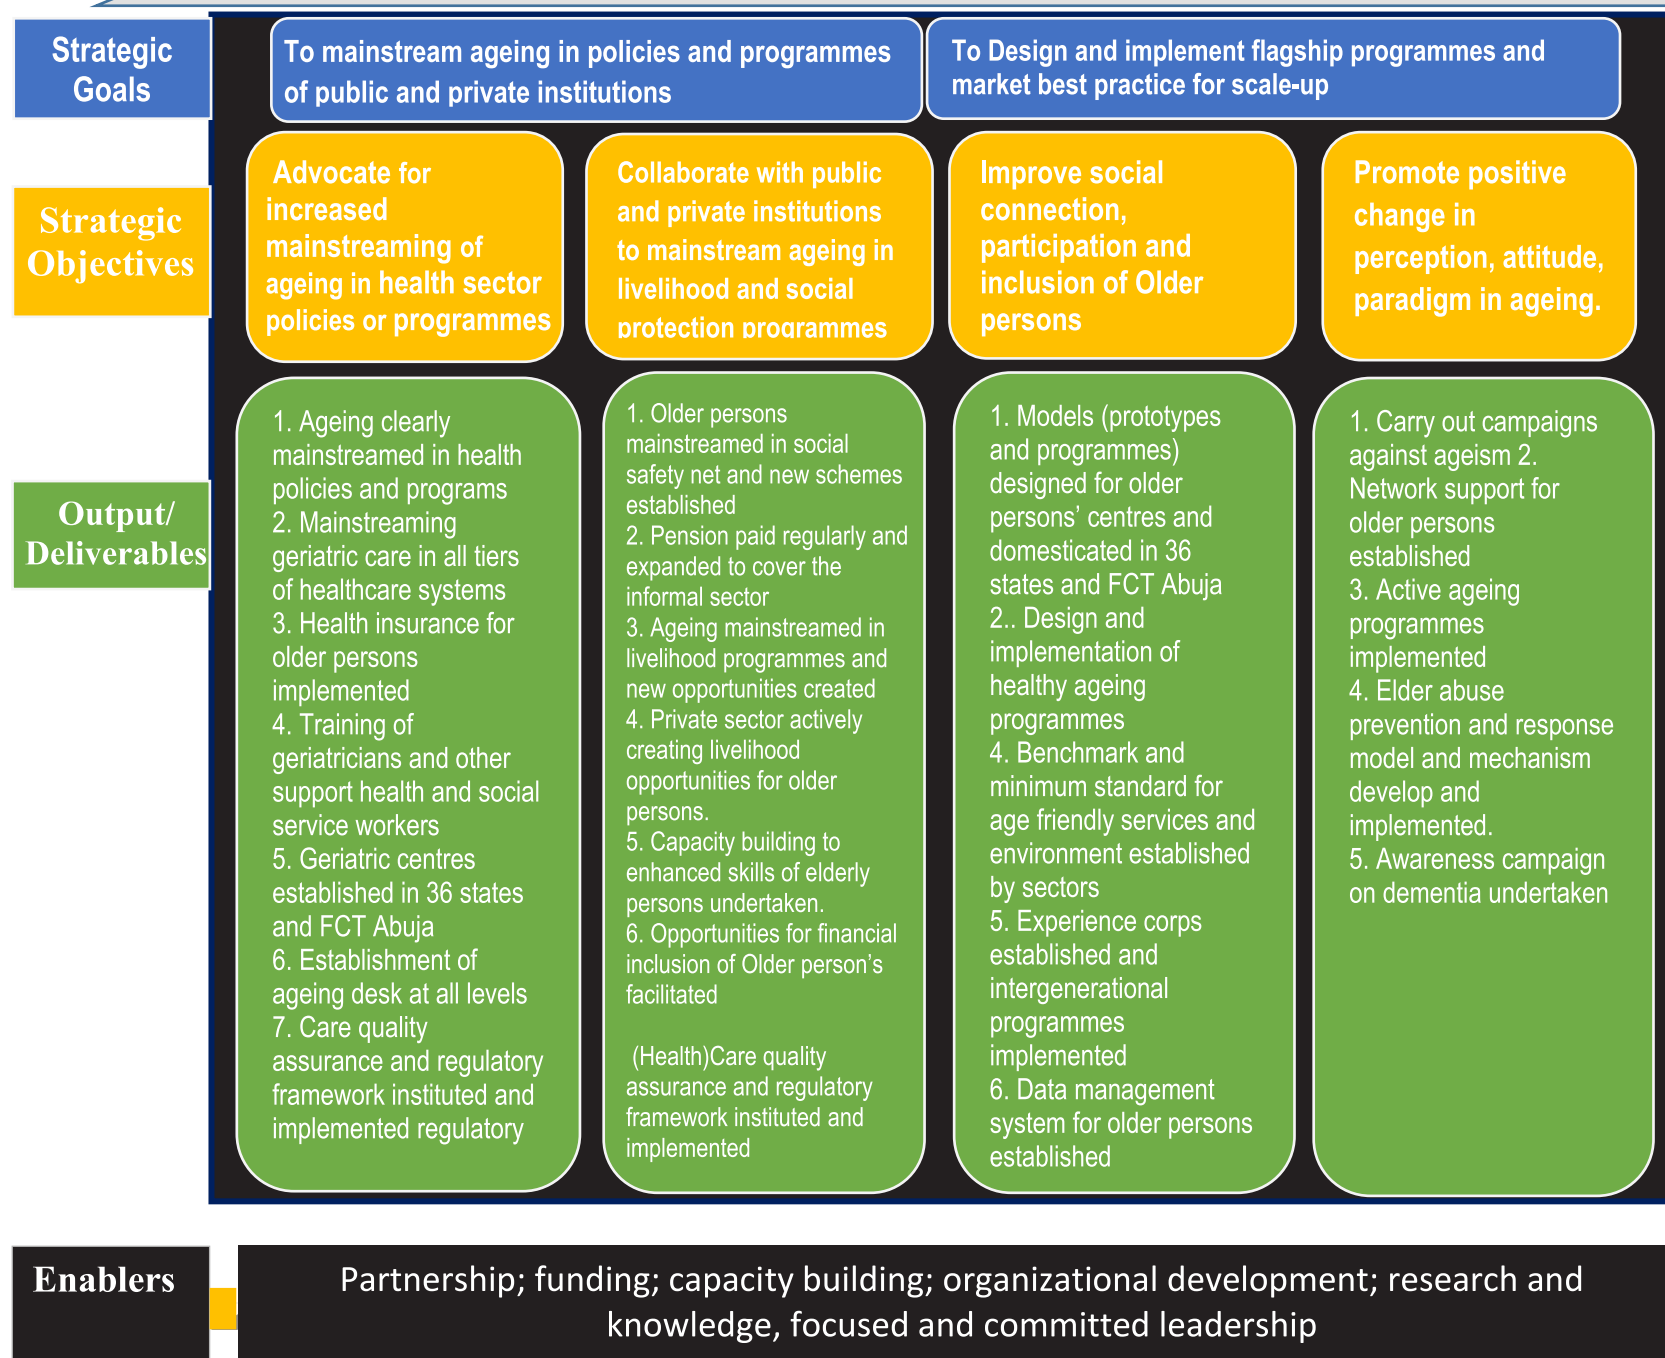 Strategic
Goals
To mainstream ageing in policies and programmes
of public and private institutions
To Design and implement flagship programmes and
market best practice for scale-up
Strategic
Objectives
Advocate for
increased
mainstreaming of
ageing in health sector
policies or programmes
Collaborate with public
and private institutions
to mainstream ageing in
livelihood and social
protection programmes
Improve social
connection,
participation and
inclusion of Older
persons
Promote positive
change in
perception, attitude,
paradigm in ageing.
Output/
Deliverables
1. Ageing clearly
mainstreamed in health
policies and programs
2. Mainstreaming
geriatric care in all tiers
of healthcare systems
3. Health insurance for
older persons
implemented
4. Training of
geriatricians and other
support health and social
service workers
5. Geriatric centres
established in 36 states
and FCT Abuja
6. Establishment of
ageing desk at all levels
7. Care quality
assurance and regulatory
framework instituted and
implemented regulatory
1. Older persons
mainstreamed in social
safety net and new schemes
established
2. Pension paid regularly and
expanded to cover the
informal sector
3. Ageing mainstreamed in
livelihood programmes and
new opportunities created
4. Private sector actively
creating livelihood
opportunities for older
persons.
5. Capacity building to
enhanced skills of elderly
persons undertaken.
6. Opportunities for financial
inclusion of Older person’s
facilitated
(Health)Care quality
assurance and regulatory
framework instituted and
implemented
1. Models (prototypes
and programmes)
designed for older
persons’ centres and
domesticated in 36
states and FCT Abuja
2.. Design and
implementation of
healthy ageing
programmes
4. Benchmark and
minimum standard for
age friendly services and
environment established
by sectors
5. Experience corps
established and
intergenerational
programmes
implemented
6. Data management
system for older persons
established
1. Carry out campaigns
against ageism 2.
Network support for
older persons
established
3. Active ageing
programmes
implemented
4. Elder abuse
prevention and response
model and mechanism
develop and
implemented.
5. Awareness campaign
on dementia undertaken
Enablers
Partnership; funding; capacity building; organizational development; research and
knowledge, focused and committed leadership